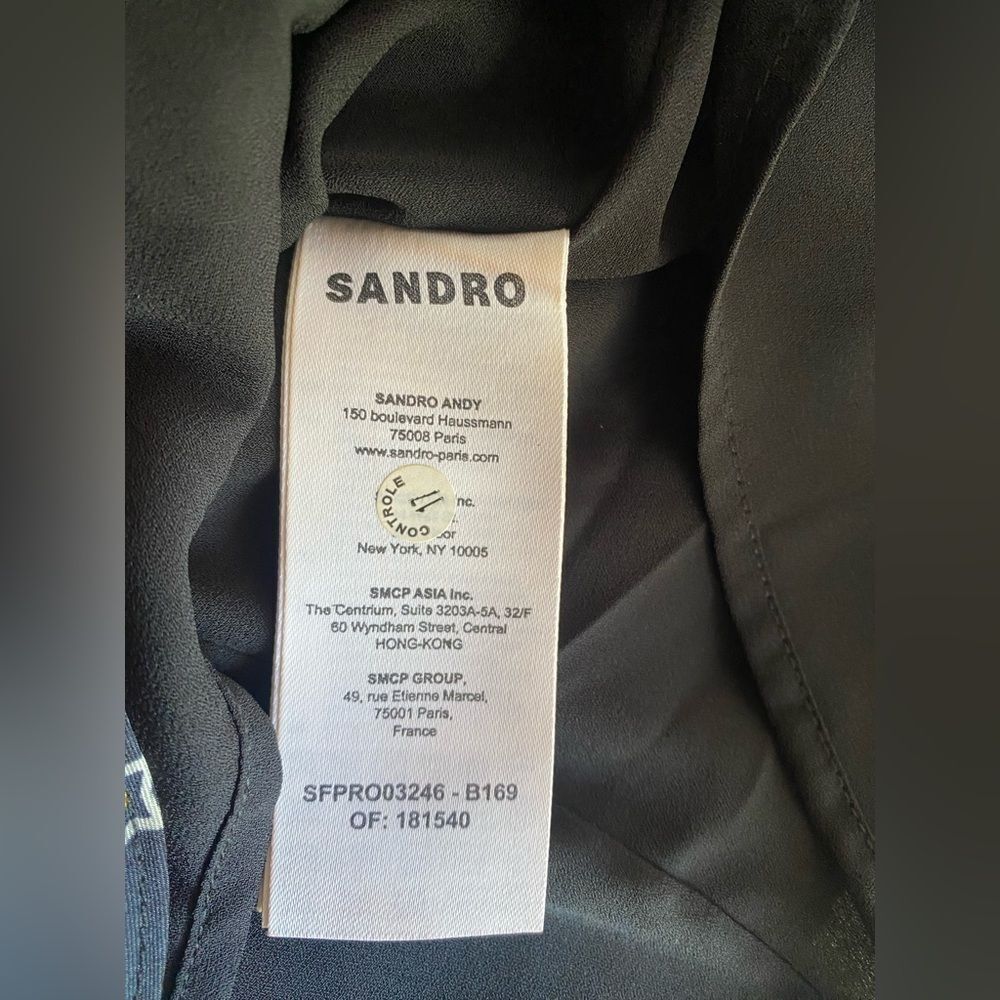 SANDRO
SANDRO ANDY
150 boulevard Haussmann
75008 Paris
www.sandro-paris.com
CONTROLE
nc.
New York, NY 10005
SMCP ASIA Inc.
The Centrium, Suite 3203A-5A, 32/F
60 Wyndham Street, Central
HONG-KONG
SMCP GROUP,
49, rue Etienne Marcel,
75001 Paris,
France
SFPRO03246 - B169
OF: 181540